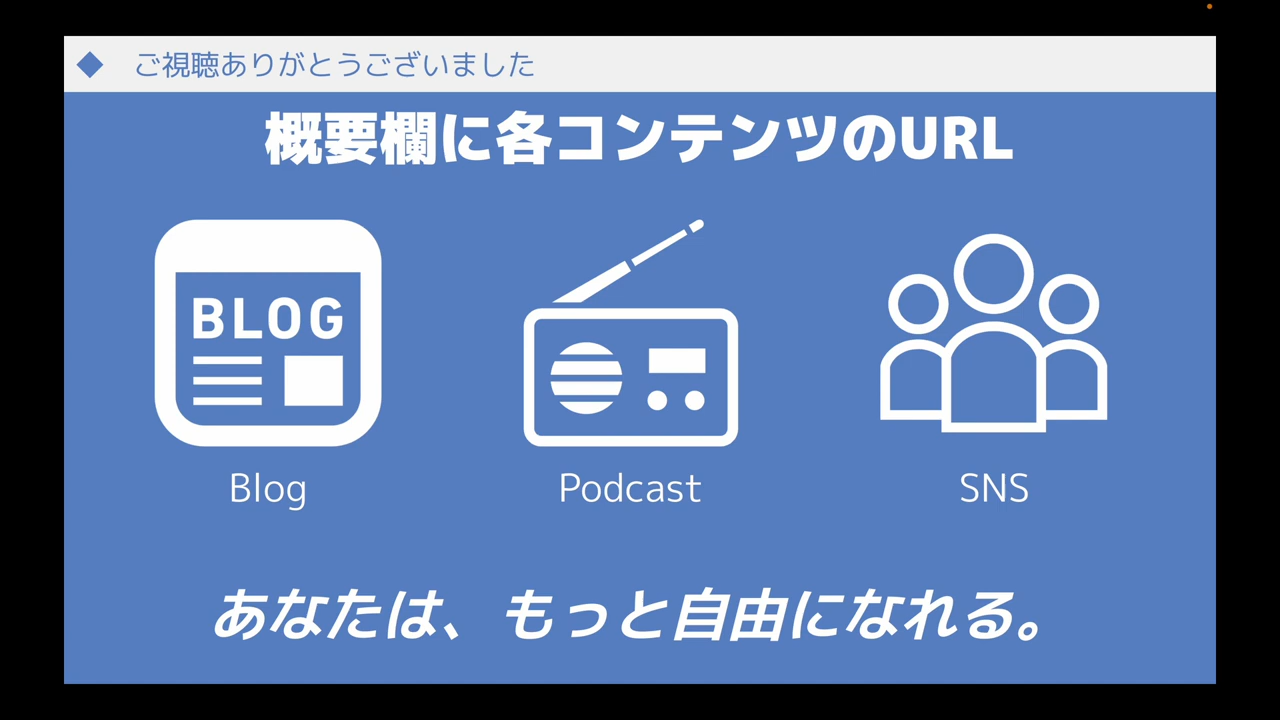 ご視聴ありがとうございました
概要欄に各コンテンツのURL
BLOG
Blog
Podcast
SNS
あなたは、もっと自由になれる。